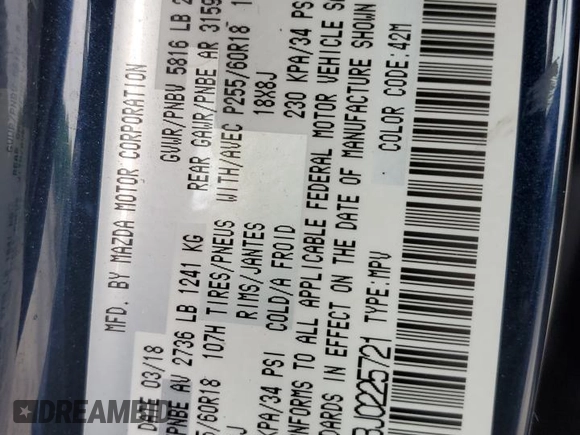 MFD. BY MAZDA MOTOR CORPORATION
DATE 03/18 GVWR/PNBV 5816 LB
PNBE AV 2736 LB 1241 KG REAR GAWR/PNBE AR 3159
/60R18 107H TIRES/PNEUS WITH/AVEC P255/60R18
RIMS/JANTES 18X8J
KPA/34 PSI COLD/A FROID 230 KPA/34 PS
NFORMS TO ALL APPLICABLE FEDERAL MOTOR VEHICLE
DARDS IN EFFECT ON THE DATE OF MANUFACTURE SHOWN
JC225721 TYPE:MPV COLOR CODE:42M
DREAMBID